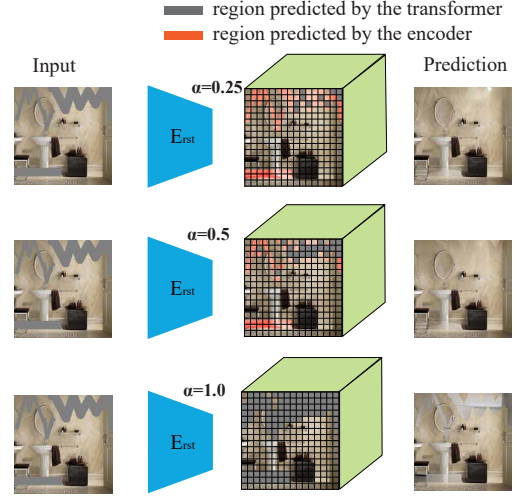 region predicted by the transformer
region predicted by the encoder
Input
Prediction
α=0.25
Erst
α=0.5
Erst
α=1.0
Erst